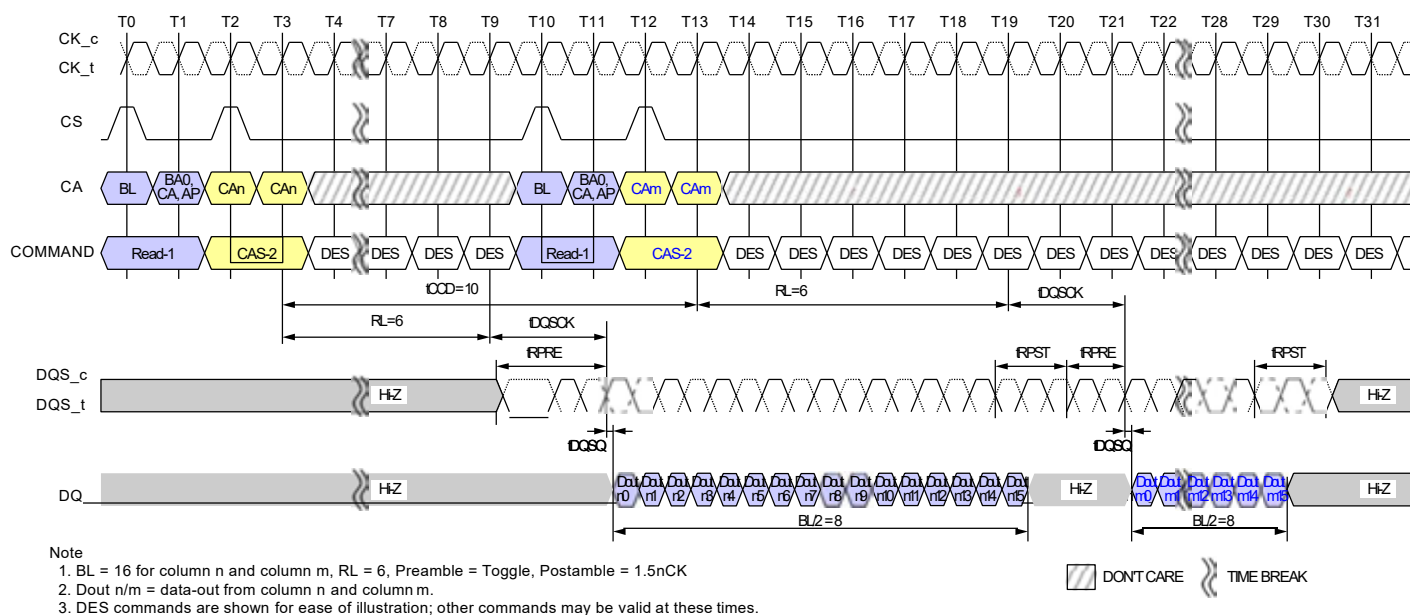 T0 T1 T2 T3 T4 T7 T8 T9 T10 T11 T12 T13 T14 T15 T16 T17 T18 T19 T20 T21 T22 T28 T29 T30 T31
CK_c
CK_t
CS
CA BL BA0, CA, AP CAn CAn BL BA0, CA, AP CAm CAm
COMMAND Read-1 CAS-2 DES DES DES DES Read-1 CAS-2 DES DES DES DES DES DES DES DES DES DES DES DES DES
tCCD = 10 RL=6 tDQSCK
RL=6 tDQSCK
tRPRE tRPST tRPRE tRPST
DQS_c
DQS_t
Hi-Z Hi-Z
tDQSQ tDQSQ
DQ Hi-Z Dout n0 Dout n1 Dout n2 Dout n3 Dout n4 Dout n5 Dout n6 Dout n7 Dout n8 Dout n9 Dout n10 Dout n11 Dout n12 Dout n13 Dout n14 Dout n15 Hi-Z Dout m0 Dout m1 Dout m12 Dout m13 Dout m14 Dout m15 Hi-Z
BL/2 = 8 BL/2 = 8
Note
1. BL = 16 for column n and column m, RL = 6, Preamble = Toggle, Postamble = 1.5nCK
2. Dout n/m = data-out from column n and column m.
3. DES commands are shown for ease of illustration; other commands may be valid at these times.
DON'T CARE TIME BREAK